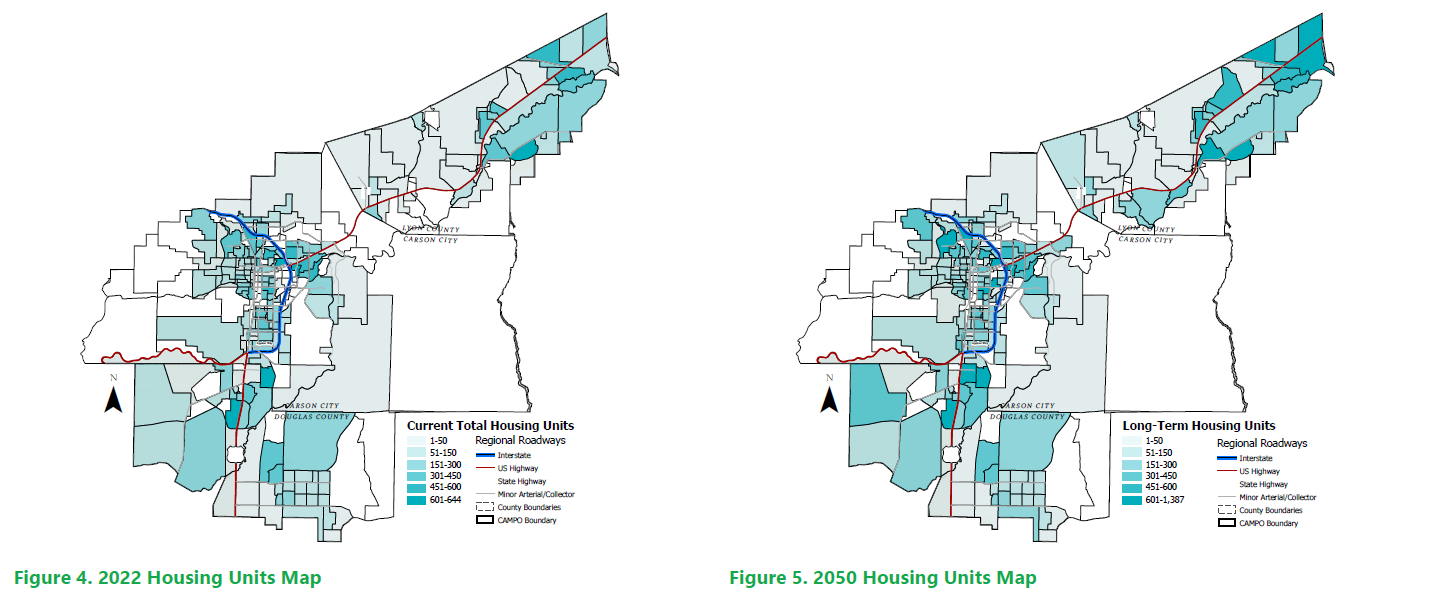 LYON COUNTY
CARSON CITY
N
CARSON CITY
DOUGLAS COUNTY
Current Total Housing Units
1-50
51-150
151-300
301-450
451-600
601-644
Regional Roadways
Interstate
US Highway
State Highway
Minor Arterial/Collector
County Boundaries
CAMPO Boundary
Figure 4. 2022 Housing Units Map
LYON COUNTY
CARSON CITY
N
CARSON CITY
DOUGLAS COUNTY
Long-Term Housing Units
1-50
51-150
151-300
301-450
451-600
601-1,387
Regional Roadways
Interstate
US Highway
State Highway
Minor Arterial/Collector
County Boundaries
CAMPO Boundary
Figure 5. 2050 Housing Units Map